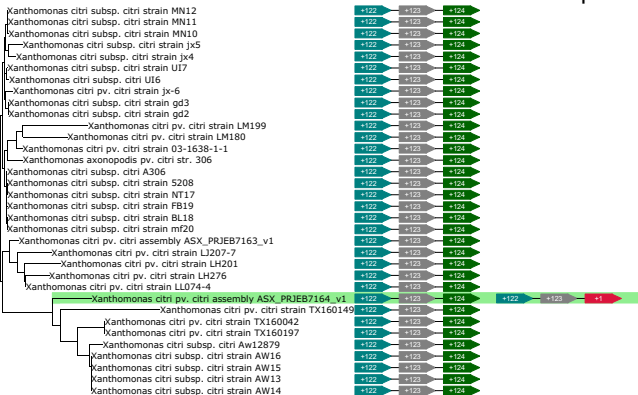 Xanthomonas citri subsp. citri strain MN12 +122 +123 +124
Xanthomonas citri subsp. citri strain MN11 +122 +123 +124
Xanthomonas citri subsp. citri strain MN10 +122 +123 +124
Xanthomonas citri subsp. citri strain jx5 +122 +123 +124
Xanthomonas citri subsp. citri strain jx4 +122 +123 +124
Xanthomonas citri subsp. citri strain UI7 +122 +123 +124
Xanthomonas citri subsp. citri UI6 +122 +123 +124
Xanthomonas citri pv. citri strain jx-6 +122 +123 +124
Xanthomonas citri subsp. citri strain gd3 +122 +123 +124
Xanthomonas citri subsp. citri strain gd2 +122 +123 +124
Xanthomonas citri pv. citri strain LM199 +122 +123 +124
Xanthomonas citri pv. citri strain LM180 +122 +123 +124
Xanthomonas citri pv. citri strain 03-1638-1-1 +122 +123 +124
Xanthomonas axonopodis pv. citri str. 306 +122 +123 +124
Xanthomonas citri subsp. citri A306 +122 +123 +124
Xanthomonas citri subsp. citri strain 5208 +122 +123 +124
Xanthomonas citri subsp. citri strain NT17 +122 +123 +124
Xanthomonas citri subsp. citri strain FB19 +122 +123 +124
Xanthomonas citri subsp. citri strain BL18 +122 +123 +124
Xanthomonas citri subsp. citri strain mf20 +122 +123 +124
Xanthomonas citri pv. citri assembly ASX_PRJEB7163_v1 +122 +123 +124
Xanthomonas citri pv. citri strain LJ207-7 +122 +123 +124
Xanthomonas citri pv. citri strain LH201 +122 +123 +124
Xanthomonas citri pv. citri strain LH276 +122 +123 +124
Xanthomonas citri pv. citri strain LL074-4 +122 +123 +124
Xanthomonas citri pv. citri assembly ASX_PRJEB7164_v1 +122 +123 +124 +122 +123 +1
Xanthomonas citri pv. citri strain TX160149 +122 +123 +124
Xanthomonas citri pv. citri strain TX160042 +122 +123 +124
Xanthomonas citri pv. citri strain TX160197 +122 +123 +124
Xanthomonas citri subsp. citri Aw12879 +122 +123 +124
Xanthomonas citri subsp. citri strain AW16 +122 +123 +124
Xanthomonas citri subsp. citri strain AW15 +122 +123 +124
Xanthomonas citri subsp. citri strain AW13 +122 +123 +124
Xanthomonas citri subsp. citri strain AW14 +122 +123 +124